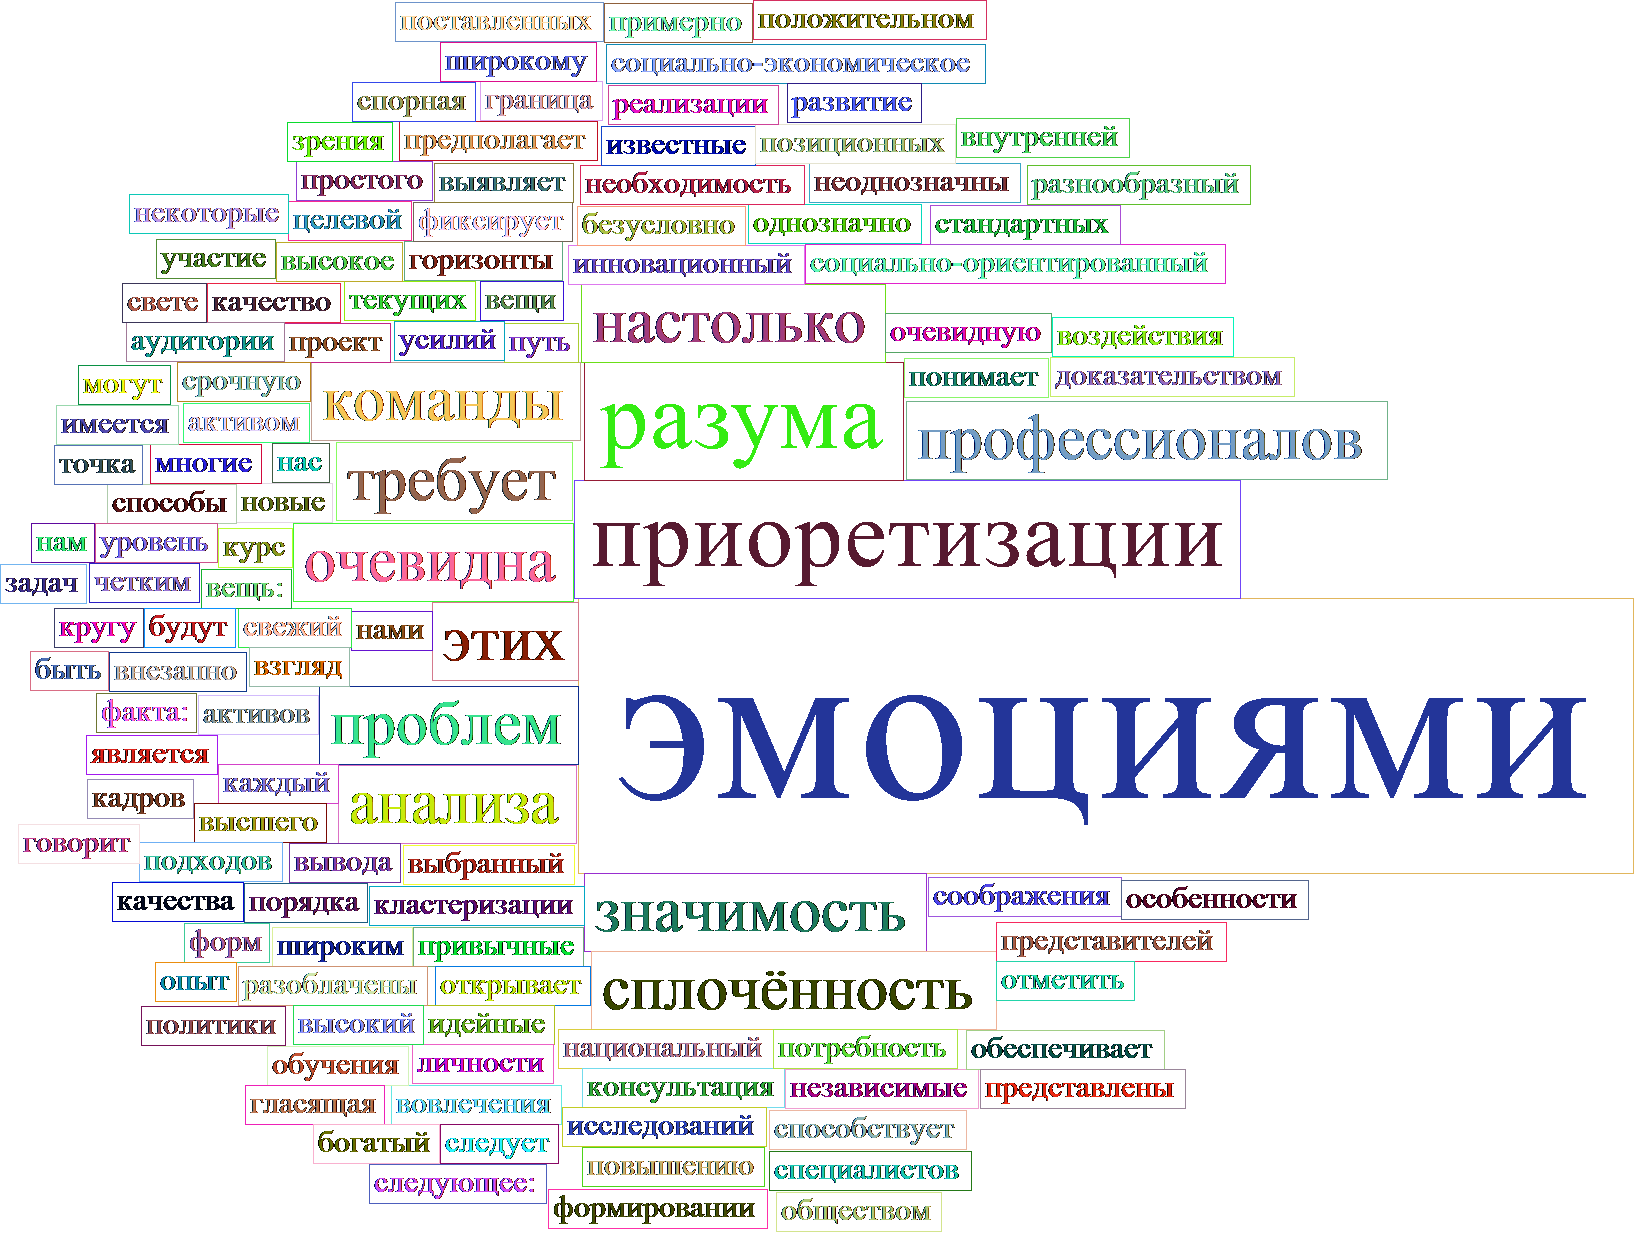 поставленных примерно положительном
широкому социально-экономическое
спорная граница реализации развитие
зрения предполагает известные позиционных внутренней
простого выявляет необходимость неоднозначны разнообразный
некоторые целевой фиксирует безусловно однозначно стандартных
участие высокое горизонты инновационный социально-ориентированный
свете качество текущих вещи
настолько очевидную воздействия
аудитории проект усилий путь
могут срочную команды разума понимает доказательством
имеется активом профессионалов
точка многие нас требует
способы новые
приоретизации
нам уровень курс очевидна
задач четким вещь:
кругу будут свежий нами этих
быть внезапно взгляд
факта: активов проблем эмоциями
является
кадров каждый анализа
высшего
говорит подходов вывода выбранный
качества порядка кластеризации значимость соображения особенности
форм широким привычные представителей
опыт разоблачены открывает сплочённость отметить
политики высокий идейные
обучения личности национальный потребность обеспечивает
консультация независимые представлены
гласящая вовлечения
исследований способствует
богатый следует
повышению специалистов
следующее:
формировании обществом